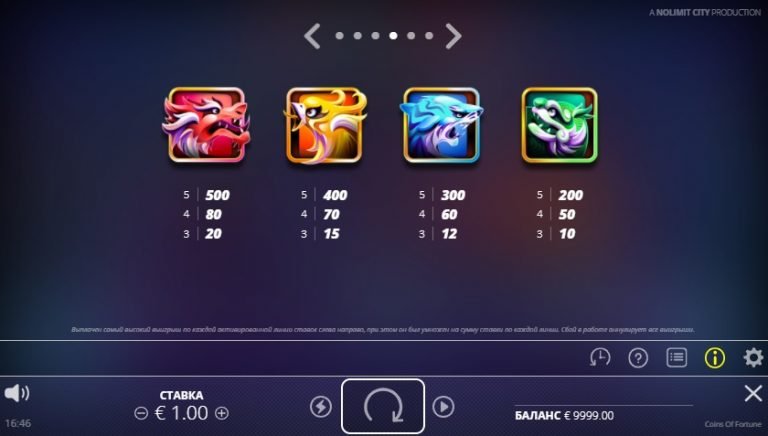 A NOLIMIT CITY PRODUCTION
5 | 500 5 | 400 5 | 300 5 | 200
4 | 80 4 | 70 4 | 60 4 | 50
3 | 20 3 | 15 3 | 12 3 | 10
Выплачен самый высокий выигрыш по каждой активированной линии ставок слева направо, при этом он был умножен на сумму ставки по каждой линии. Сбой в работе аннулирует все выигрыши.
СТАВКА
€ 1.00
БАЛАНС € 9999.00
16:46
Coins Of Fortune